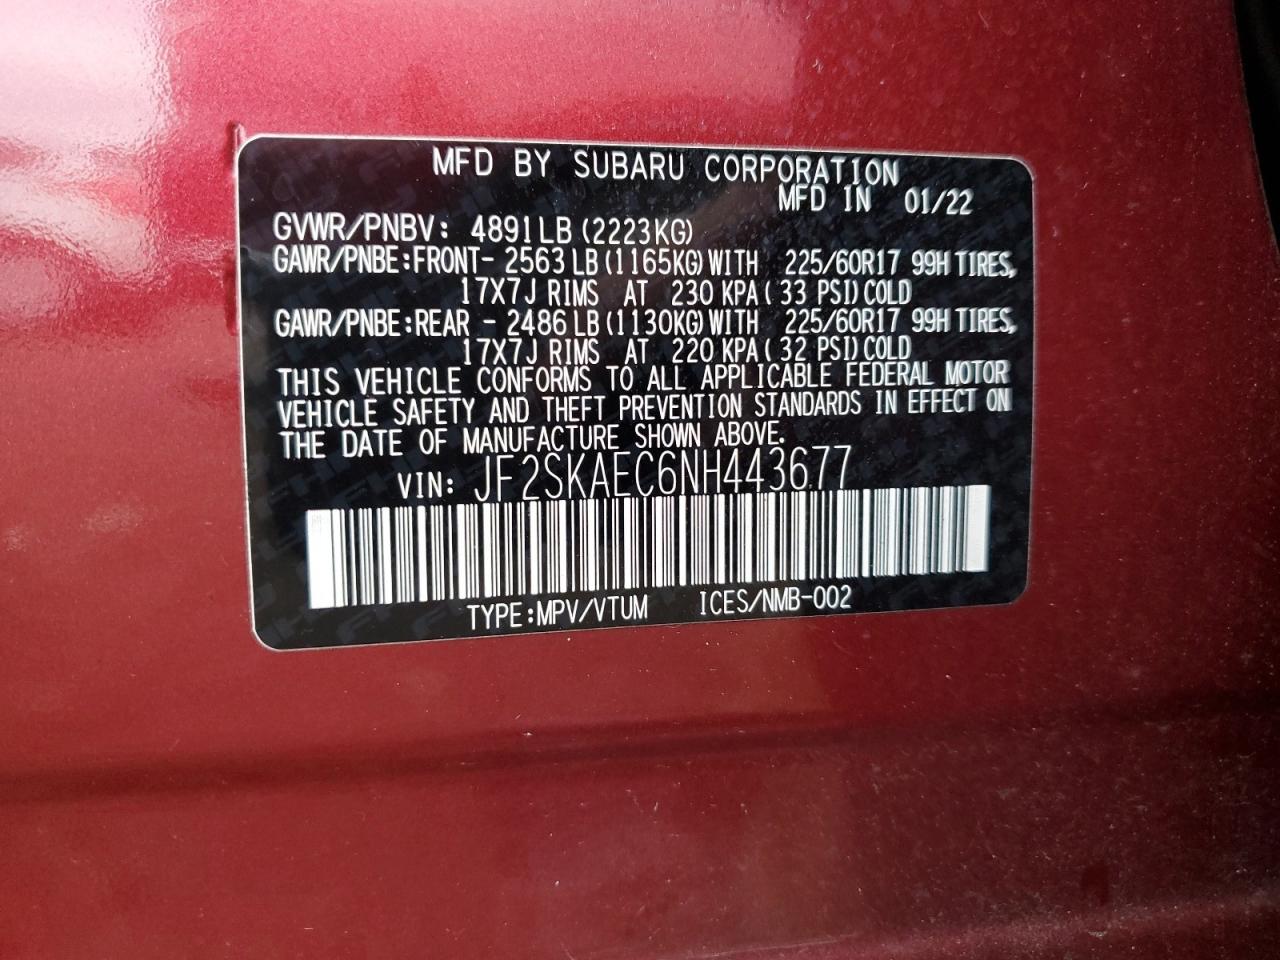 MFD BY SUBARU CORPORATION
MFD IN 01/22
GVWR/PNBV: 4891LB (2223KG)
GAWR/PNBE:FRONT- 2563 LB (1165KG) WITH 225/60R17 99H TIRES,
17X7J RIMS AT 230 KPA ( 33 PSI) COLD
GAWR/PNBE:REAR - 2486 LB (1130KG) WITH 225/60R17 99H TIRES,
17X7J RIMS AT 220 KPA ( 32 PSI) COLD
THIS VEHICLE CONFORMS TO ALL APPLICABLE FEDERAL MOTOR
VEHICLE SAFETY AND THEFT PREVENTION STANDARDS IN EFFECT ON
THE DATE OF MANUFACTURE SHOWN ABOVE.
VIN: JF2SKAEC6NH443677
TYPE:MPV/VTUM ICES/NMB-002